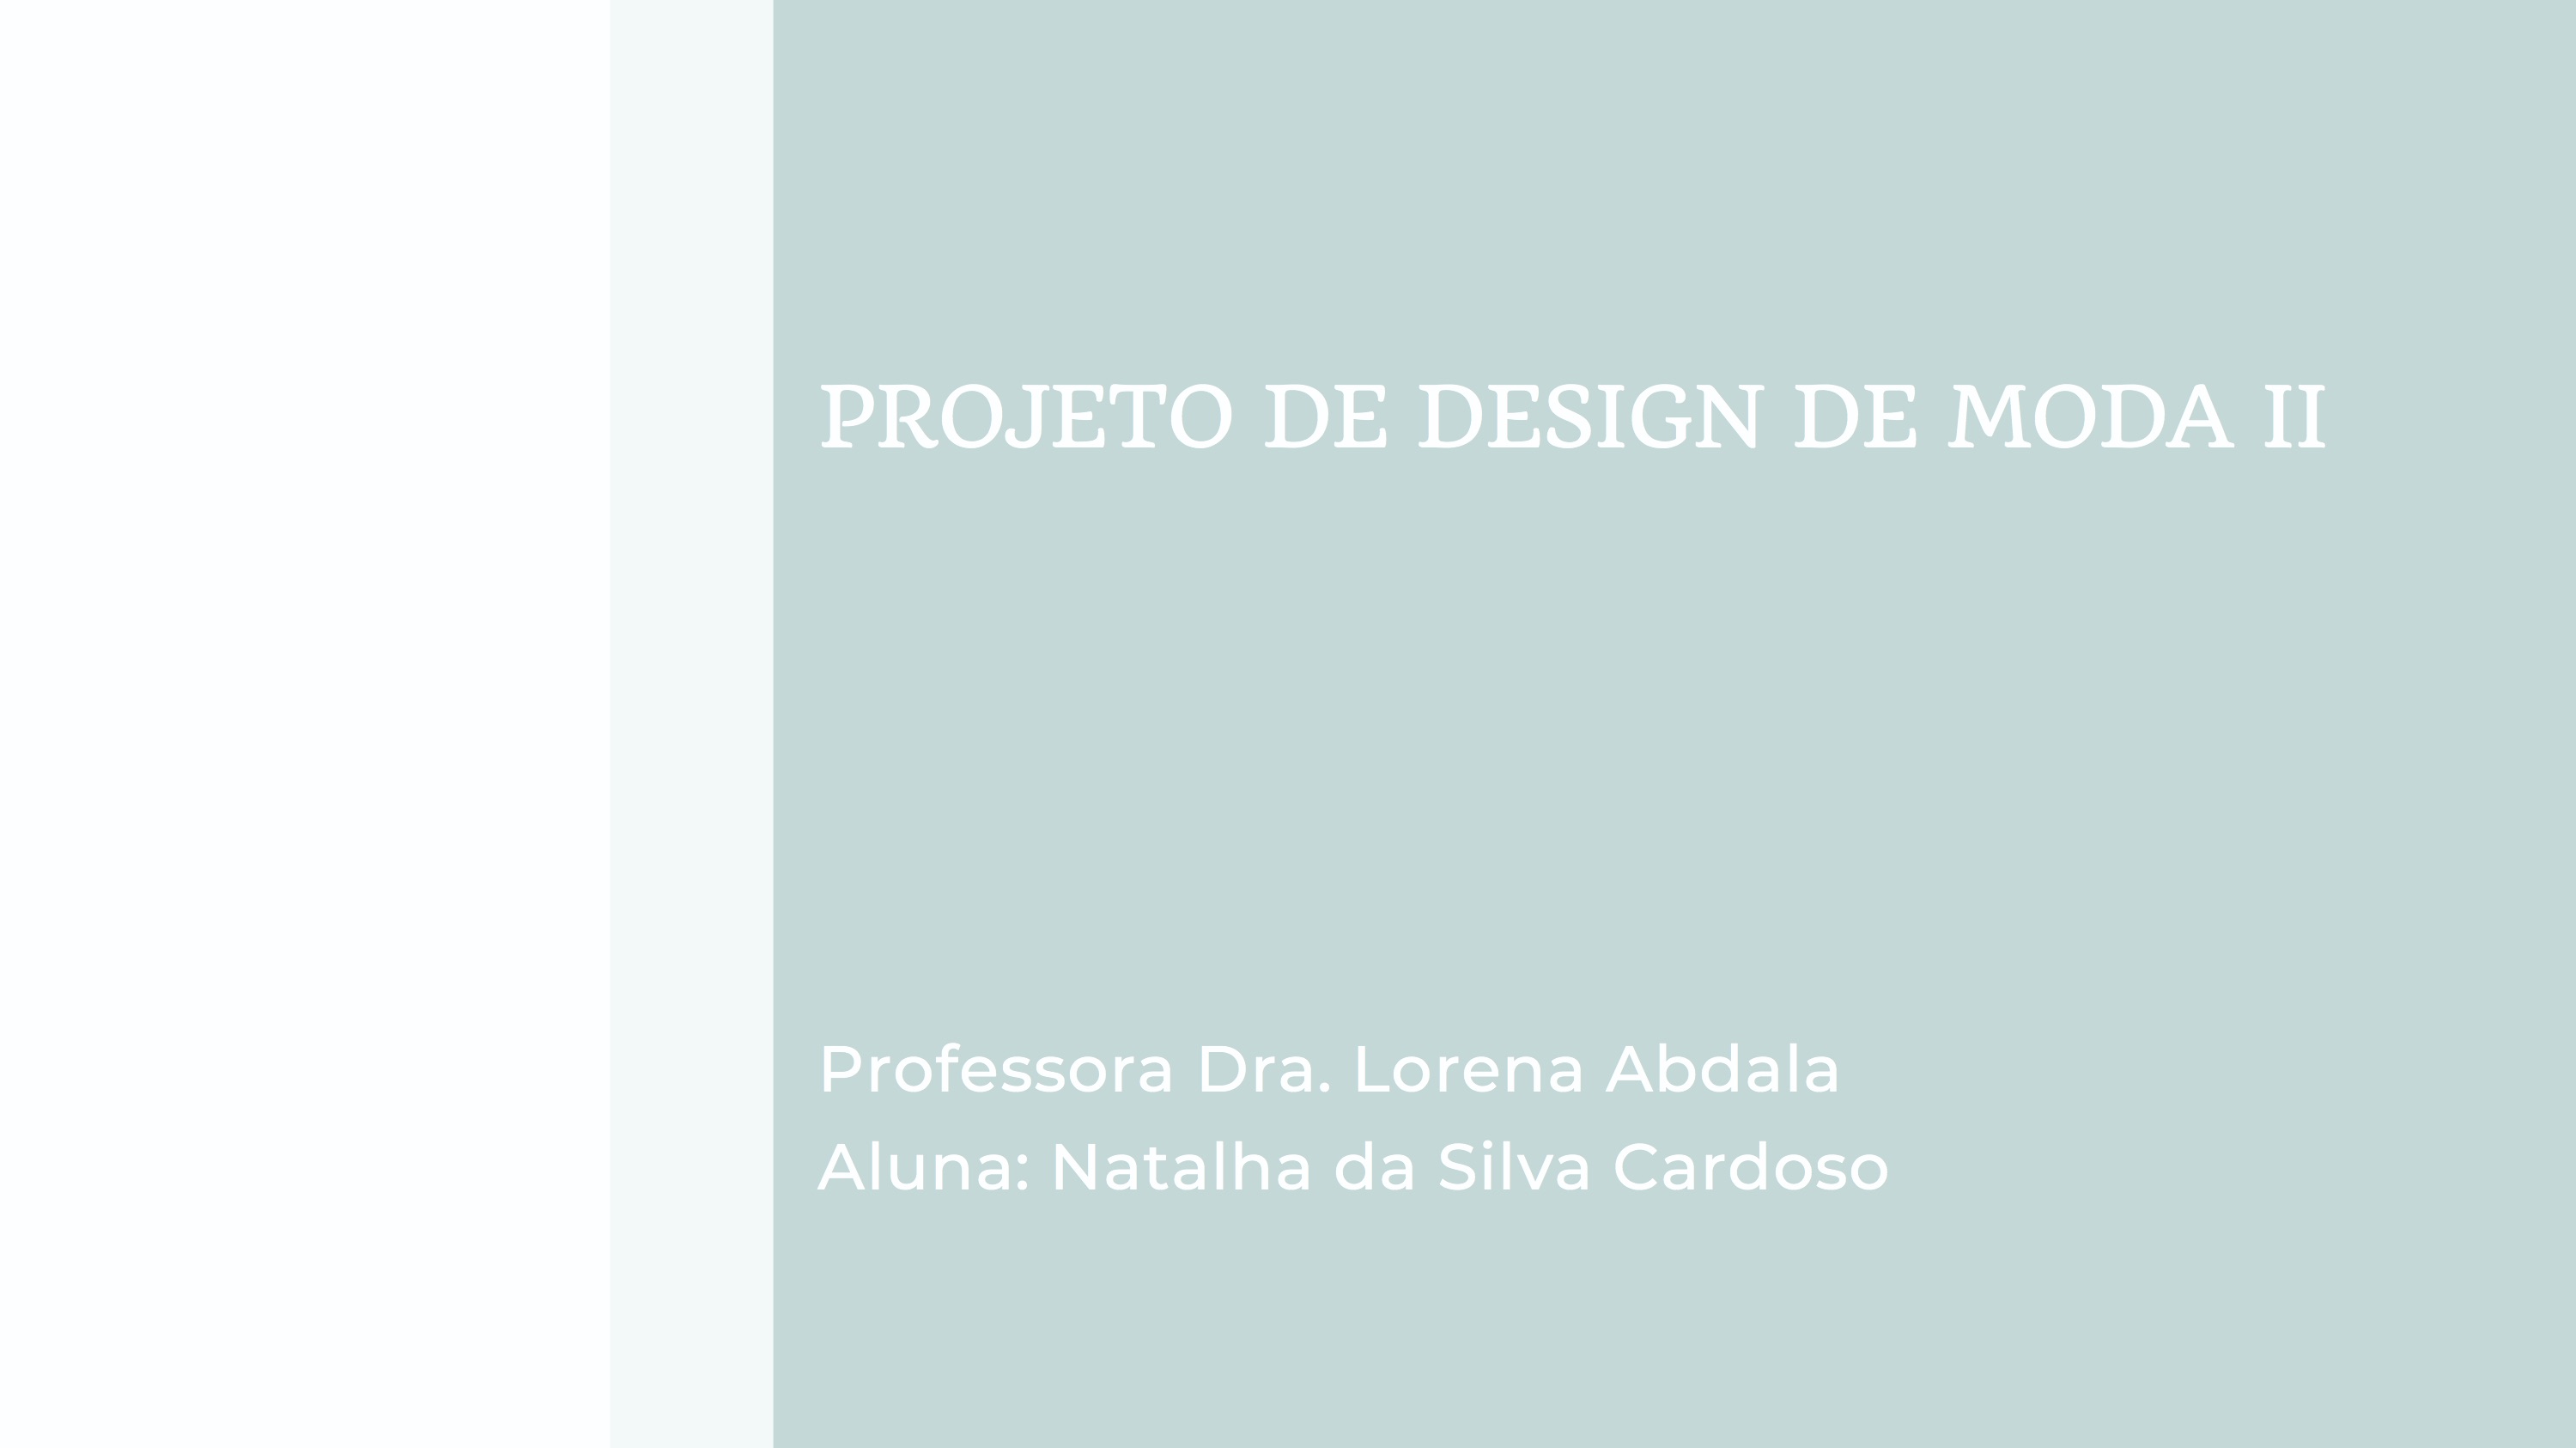 PROJETO DE DESIGN DE MODA II
Professora Dra. Lorena Abdala
Aluna: Natalha da Silva Cardoso